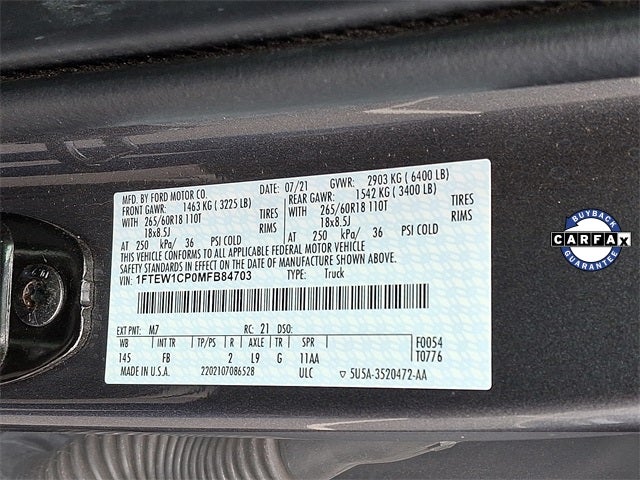 MFD. BY FORD MOTOR CO. DATE: 07/21 GVWR: 2903 KG ( 6400 LB)
FRONT GAWR: 1463 KG ( 3225 LB) REAR GAWR: 1542 KG ( 3400 LB)
WITH 265/60R18 110T TIRES WITH 265/60R18 110T TIRES
18x8.5J RIMS 18x8.5J RIMS
AT 250 kPa/ 36 PSI COLD AT 250 kPa/ 36 PSI COLD
THIS VEHICLE CONFORMS TO ALL APPLICABLE FEDERAL MOTOR VEHICLE
SAFETY STANDARDS IN EFFECT ON THE DATE OF MANUFACTURE SHOWN ABOVE.
VIN: 1FTEW1CP0MFB84703 TYPE: Truck
EXT PNT: M7 RC: 21 DSO:
WB INT TR TP/PS R AXLE TR SPR F0054
145 FB 2 L9 G 11AA T0776
MADE IN U.S.A. 2202107086528 ULC ▽ 5U5A-3520472-AA
BUYBACK
CARFAX
GUARANTEE